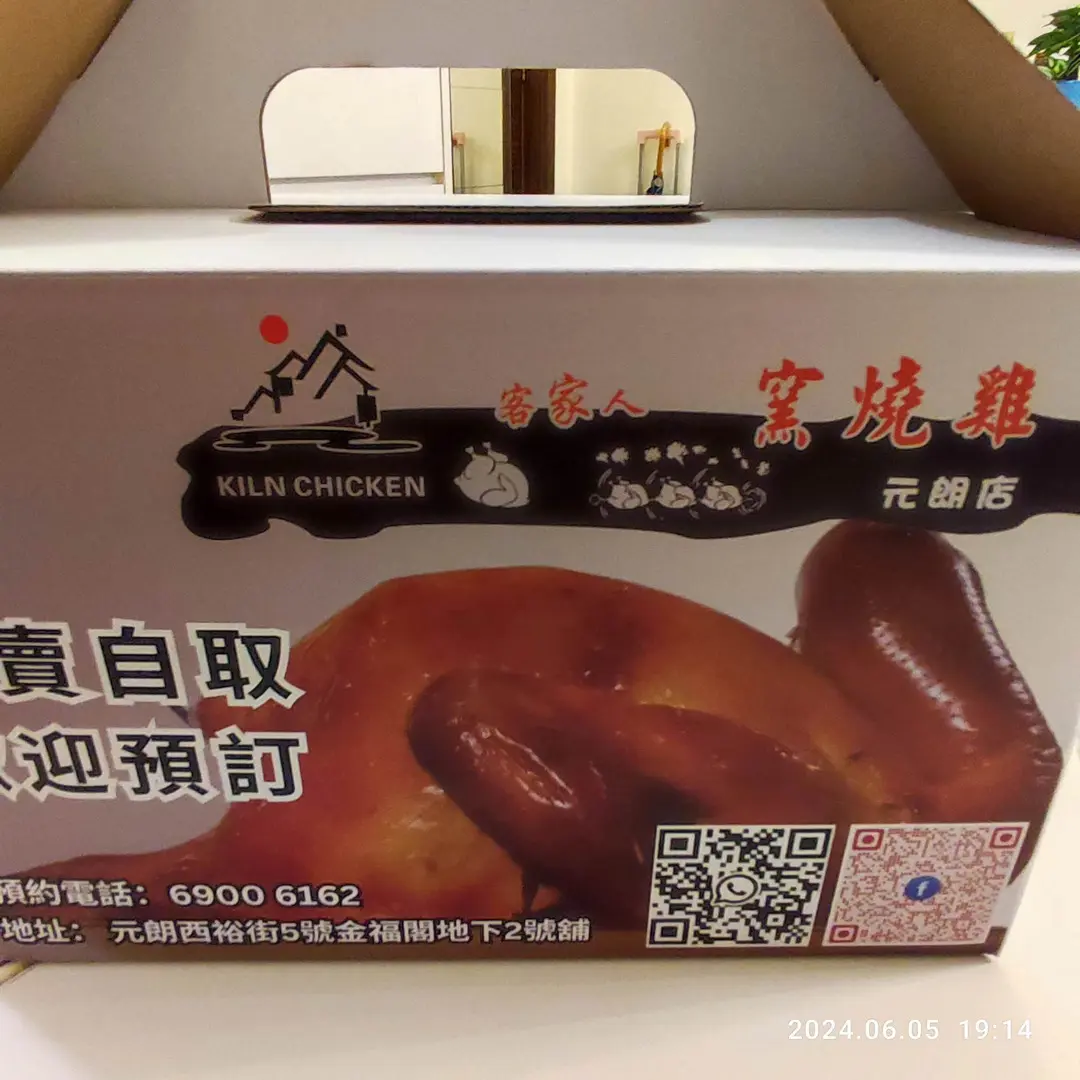 客家人 窯燒雞
KILN CHICKEN
元朗店
賣自取
迎預訂
預約電話：6900 6162
地址：元朗西裕街5號金福閣地下2號舖
2024.06.05 19:14